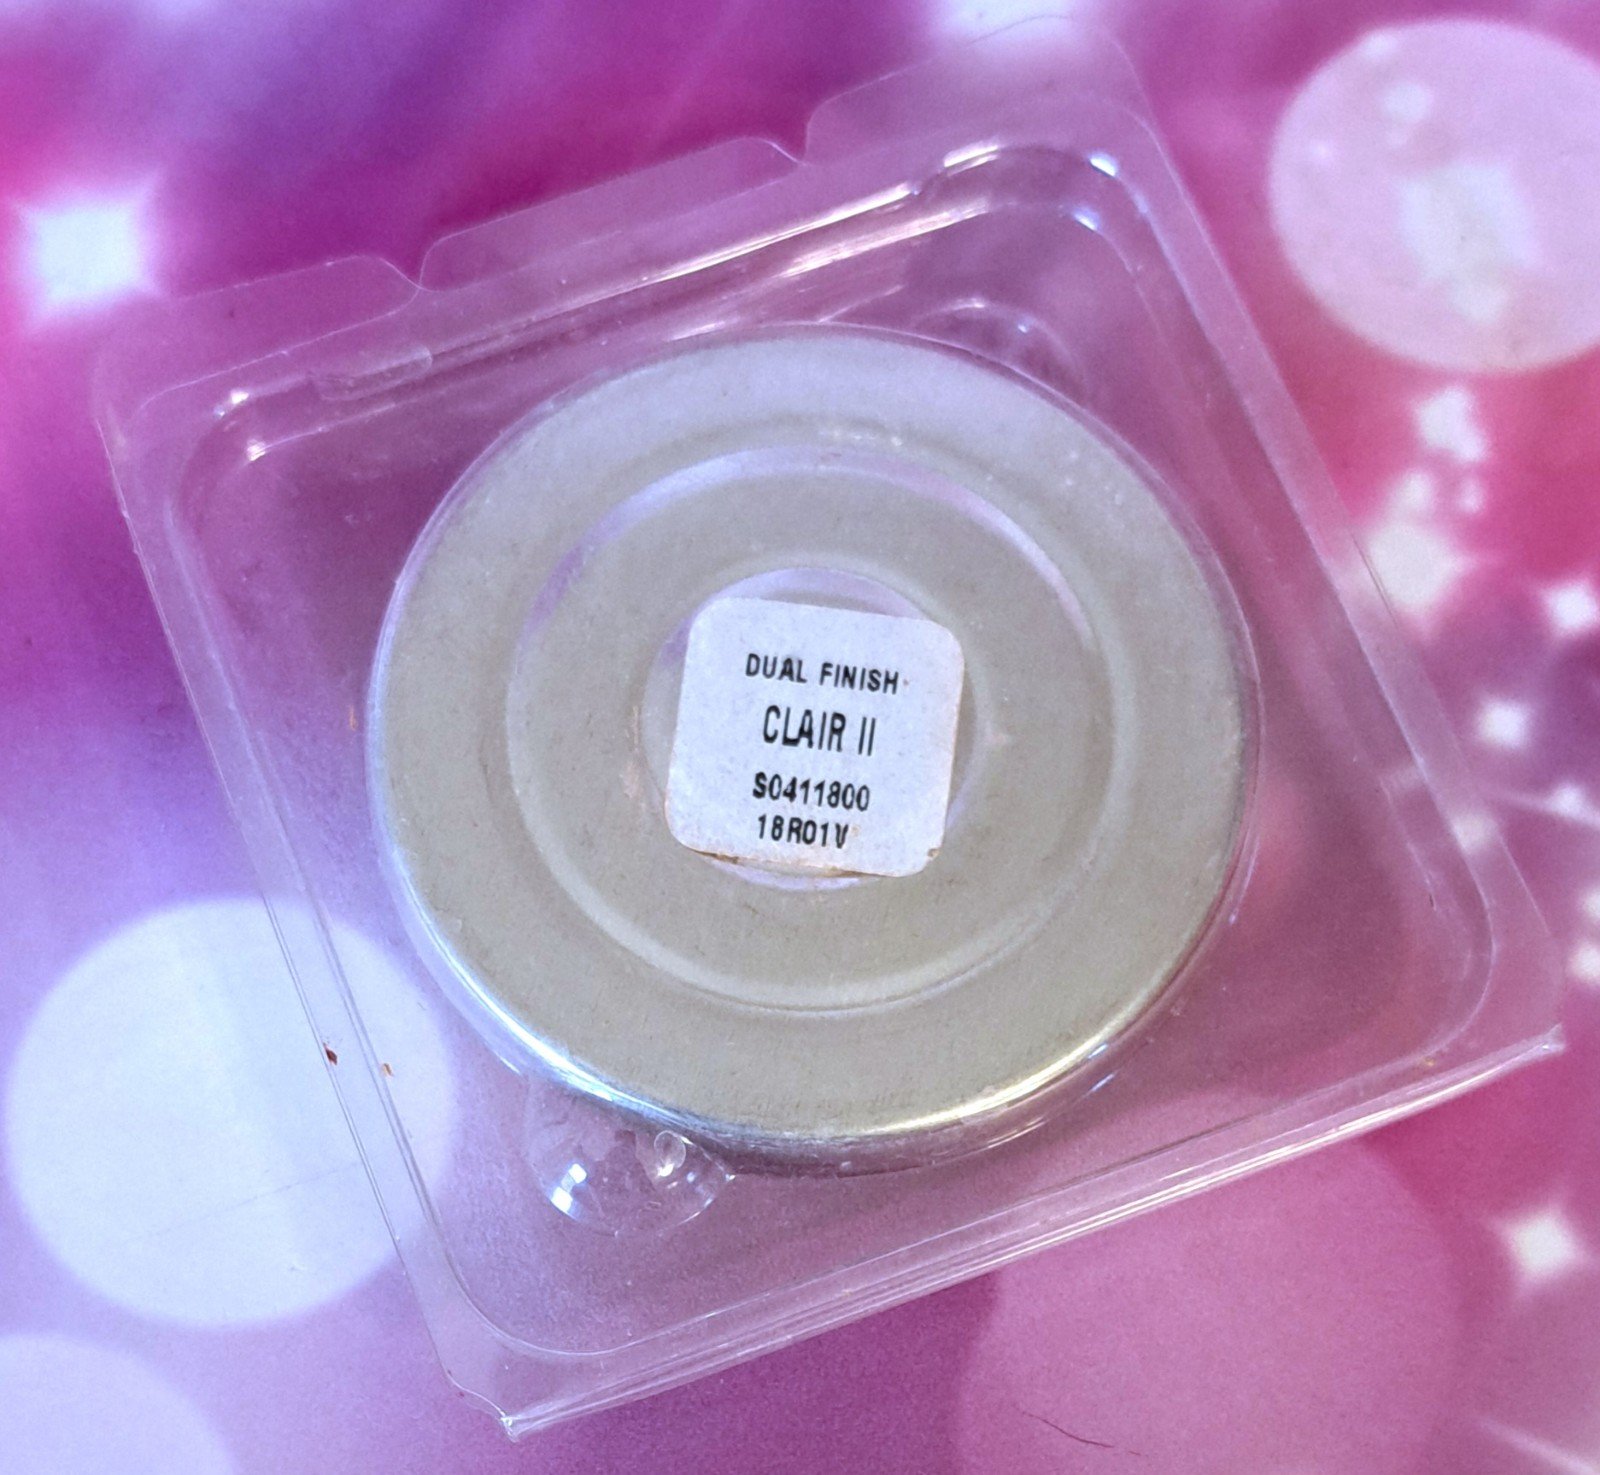 DUAL FINISH
CLAIR II
S0411800
18R01V